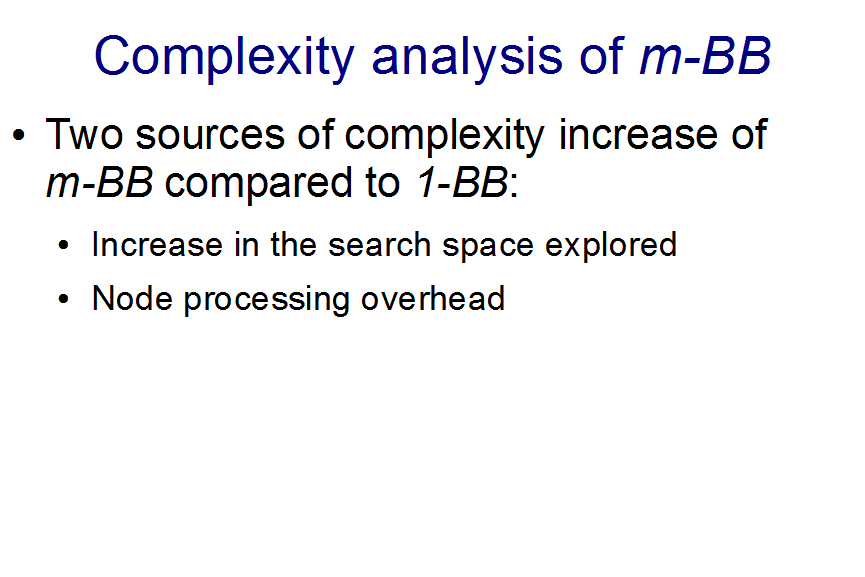 Complexity analysis of m-BB
• Two sources of complexity increase of
m-BB compared to 1-BB:
• Increase in the search space explored
• Node processing overhead